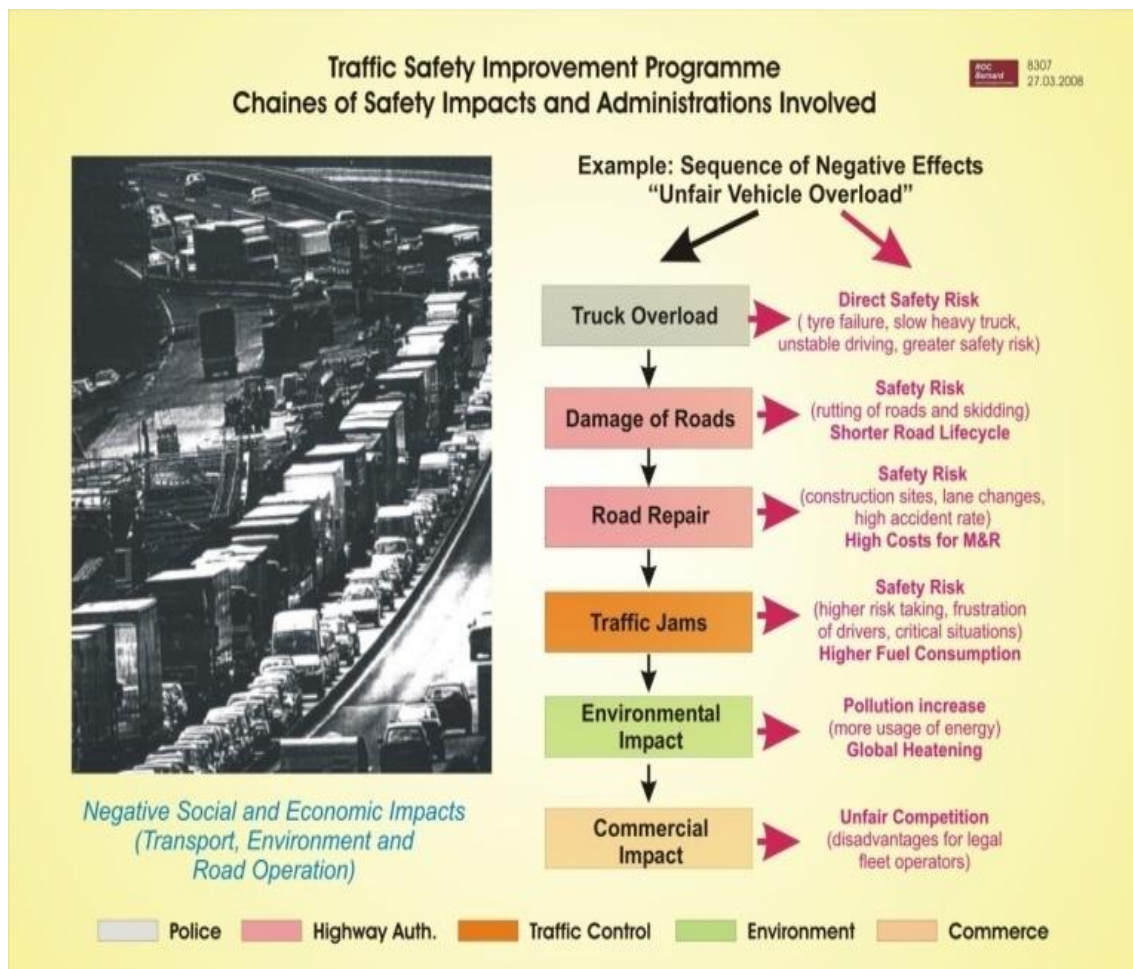 Traffic Safety Improvement Programme
Chaines of Safety Impacts and Administrations Involved
ROC
Bernard
8307
27.03.2008
Example: Sequence of Negative Effects
“Unfair Vehicle Overload”
Truck Overload
Direct Safety Risk
( tyre failure, slow heavy truck,
unstable driving, greater safety risk)
Damage of Roads
Safety Risk
(rutting of roads and skidding)
Shorter Road Lifecycle
Road Repair
Safety Risk
(construction sites, lane changes,
high accident rate)
High Costs for M&R
Traffic Jams
Safety Risk
(higher risk taking, frustration
of drivers, critical situations)
Higher Fuel Consumption
Environmental
Impact
Pollution increase
(more usage of energy)
Global Heatening
Commercial
Impact
Unfair Competition
(disadvantages for legal
fleet operators)
Negative Social and Economic Impacts
(Transport, Environment and
Road Operation)
Police
Highway Auth.
Traffic Control
Environment
Commerce